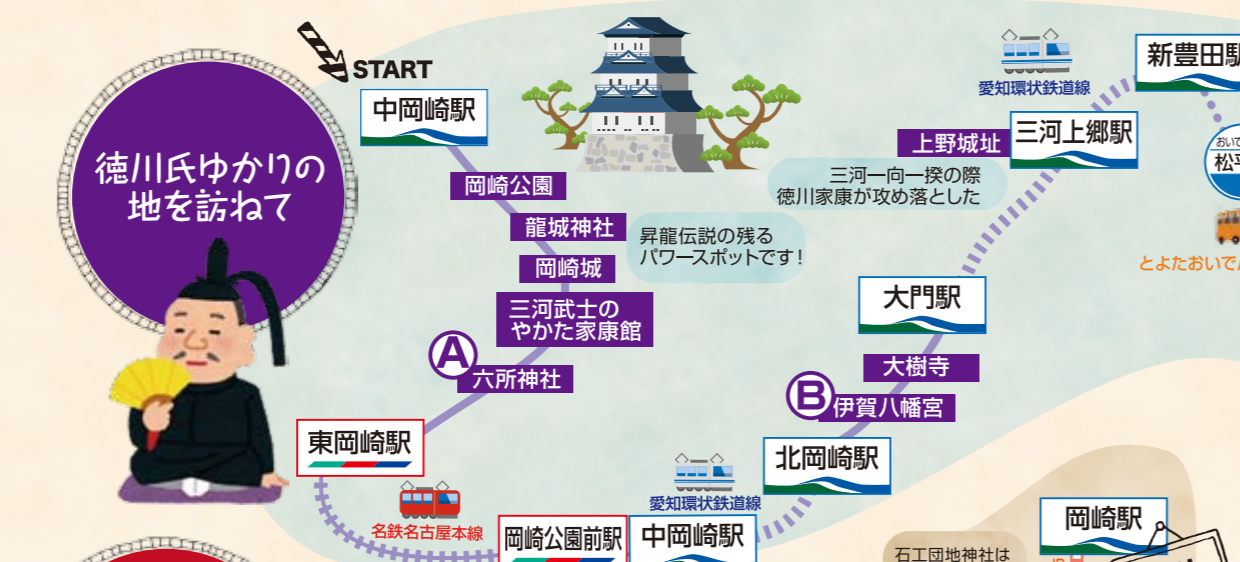 START
中岡崎駅
徳川氏ゆかりの
地を訪ねて
岡崎公園
龍城神社
昇龍伝説の残る
パワースポットです！
岡崎城
三河武士の
やかた家康館
A
六所神社
東岡崎駅
名鉄名古屋本線
岡崎公園前駅
中岡崎駅
愛知環状鉄道線
北岡崎駅
B
伊賀八幡宮
大樹寺
大門駅
上野城址
三河一向一揆の際
徳川家康が攻め落とした
三河上郷駅
愛知環状鉄道線
新豊田駅
おいで
松平
とよたおいでん
岡崎駅
石工団地神社は